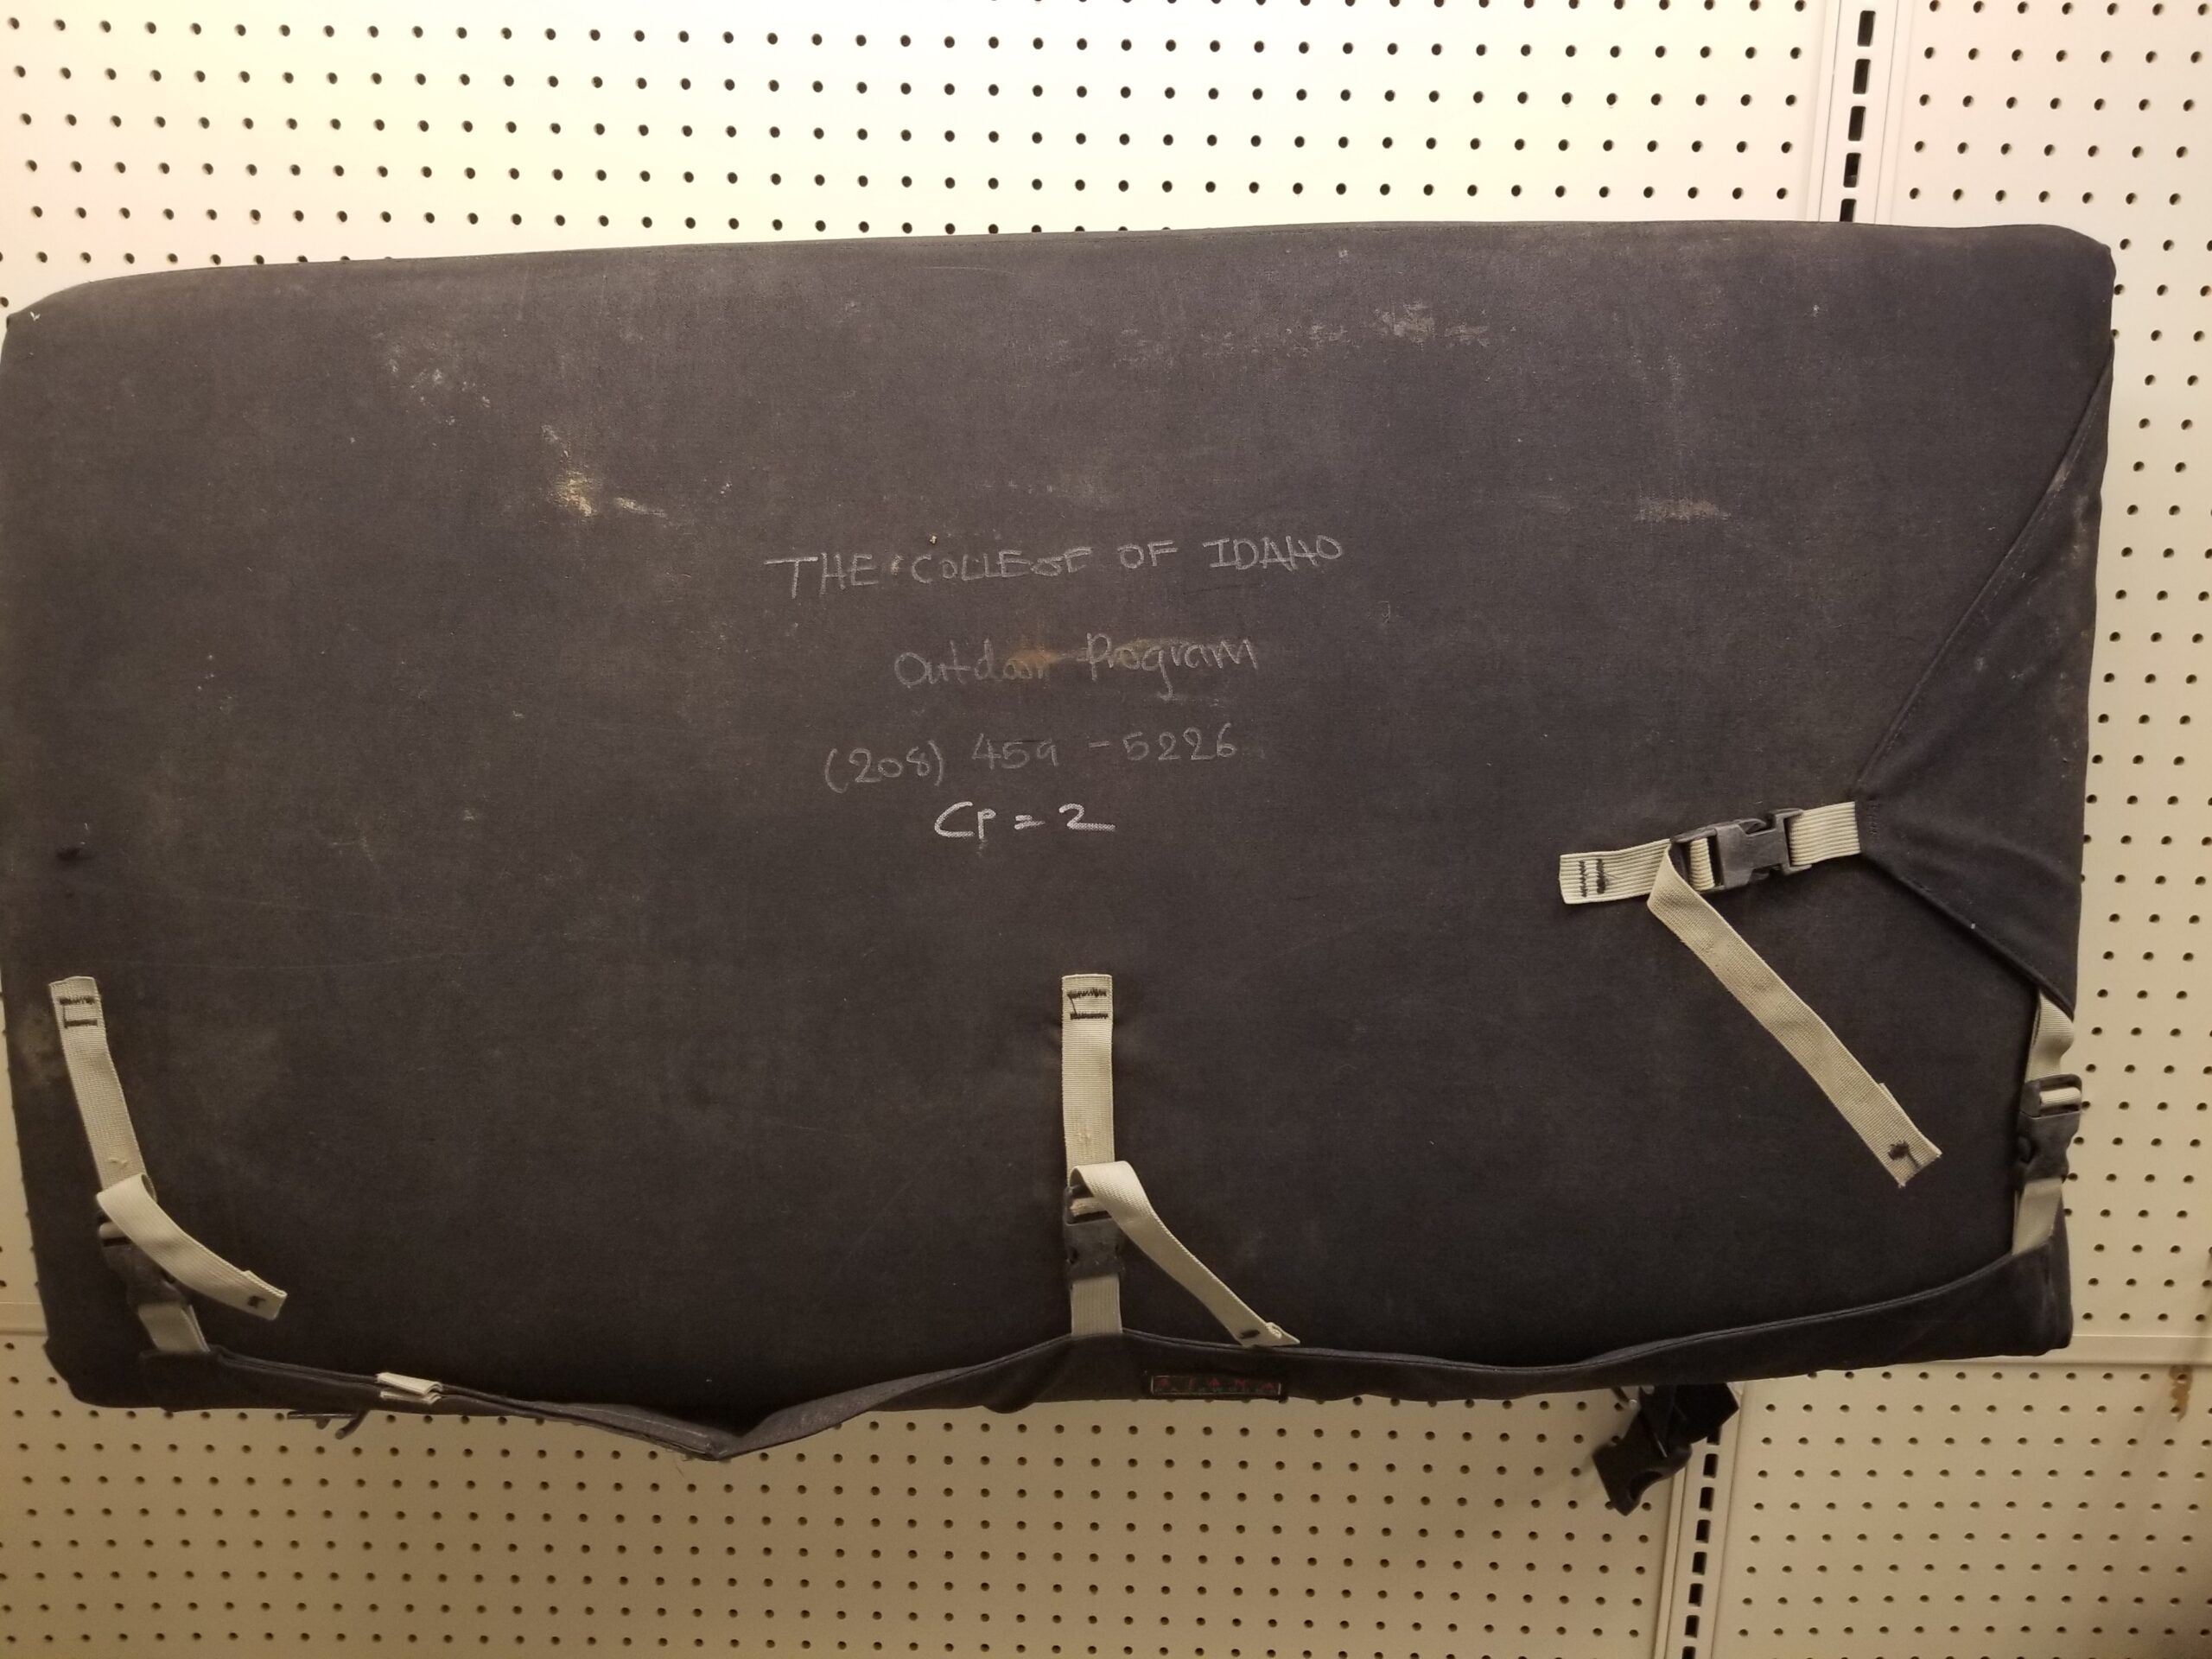 THE COLLEGE OF IDAHO
Outdoor Program
(208) 459-5226
CP = 2